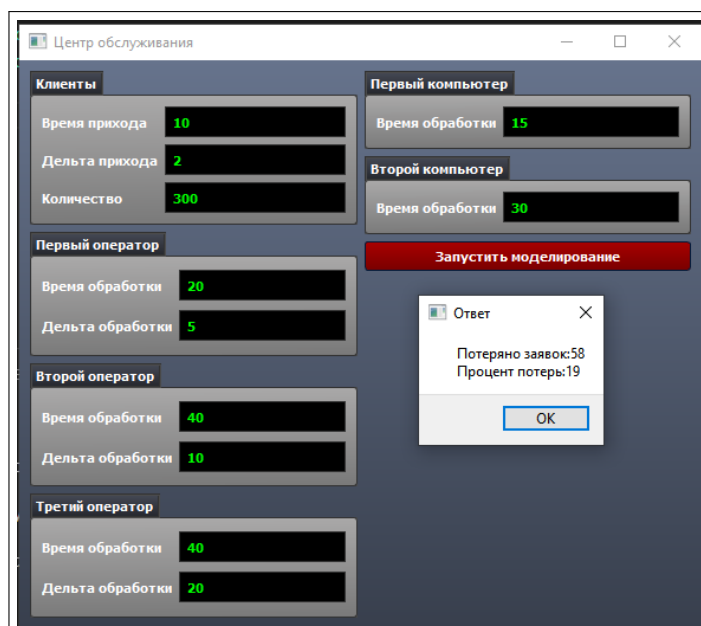 Центр обслуживания
Клиенты
Время прихода 10
Дельта прихода 2
Количество 300
Первый оператор
Время обработки 20
Дельта обработки 5
Второй оператор
Время обработки 40
Дельта обработки 10
Третий оператор
Время обработки 40
Дельта обработки 20
Первый компьютер
Время обработки 15
Второй компьютер
Время обработки 30
Запустить моделирование
Ответ
Потеряно заявок:58
Процент потерь:19
OK